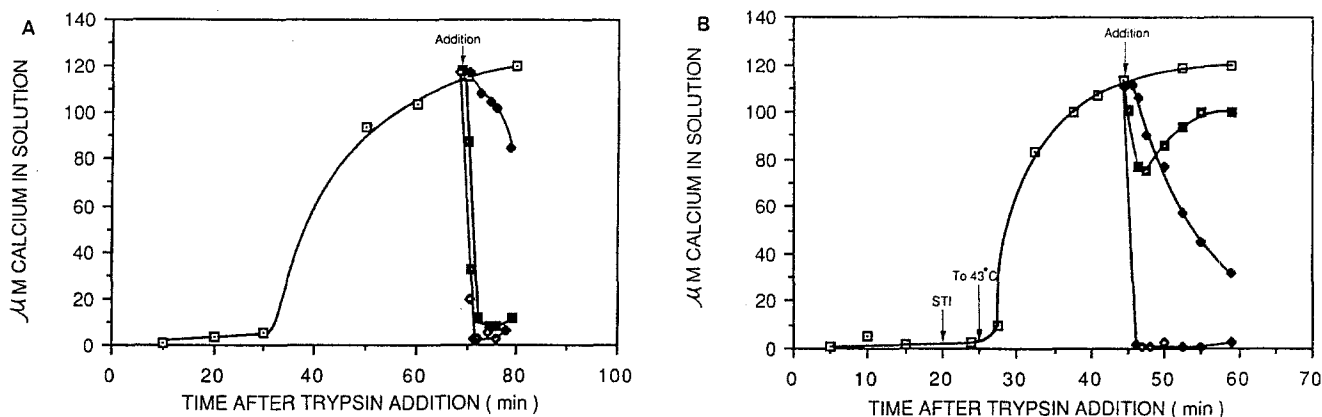 A
μM CALCIUM IN SOLUTION
140
120
100
80
60
40
20
0
Addition
0 20 40 60 80 100
TIME AFTER TRYPSIN ADDITION ( min )
B
μM CALCIUM IN SOLUTION
140
120
100
80
60
40
20
0
Addition
To 43°C
STI
0 10 20 30 40 50 60 70
TIME AFTER TRYPSIN ADDITION ( min )